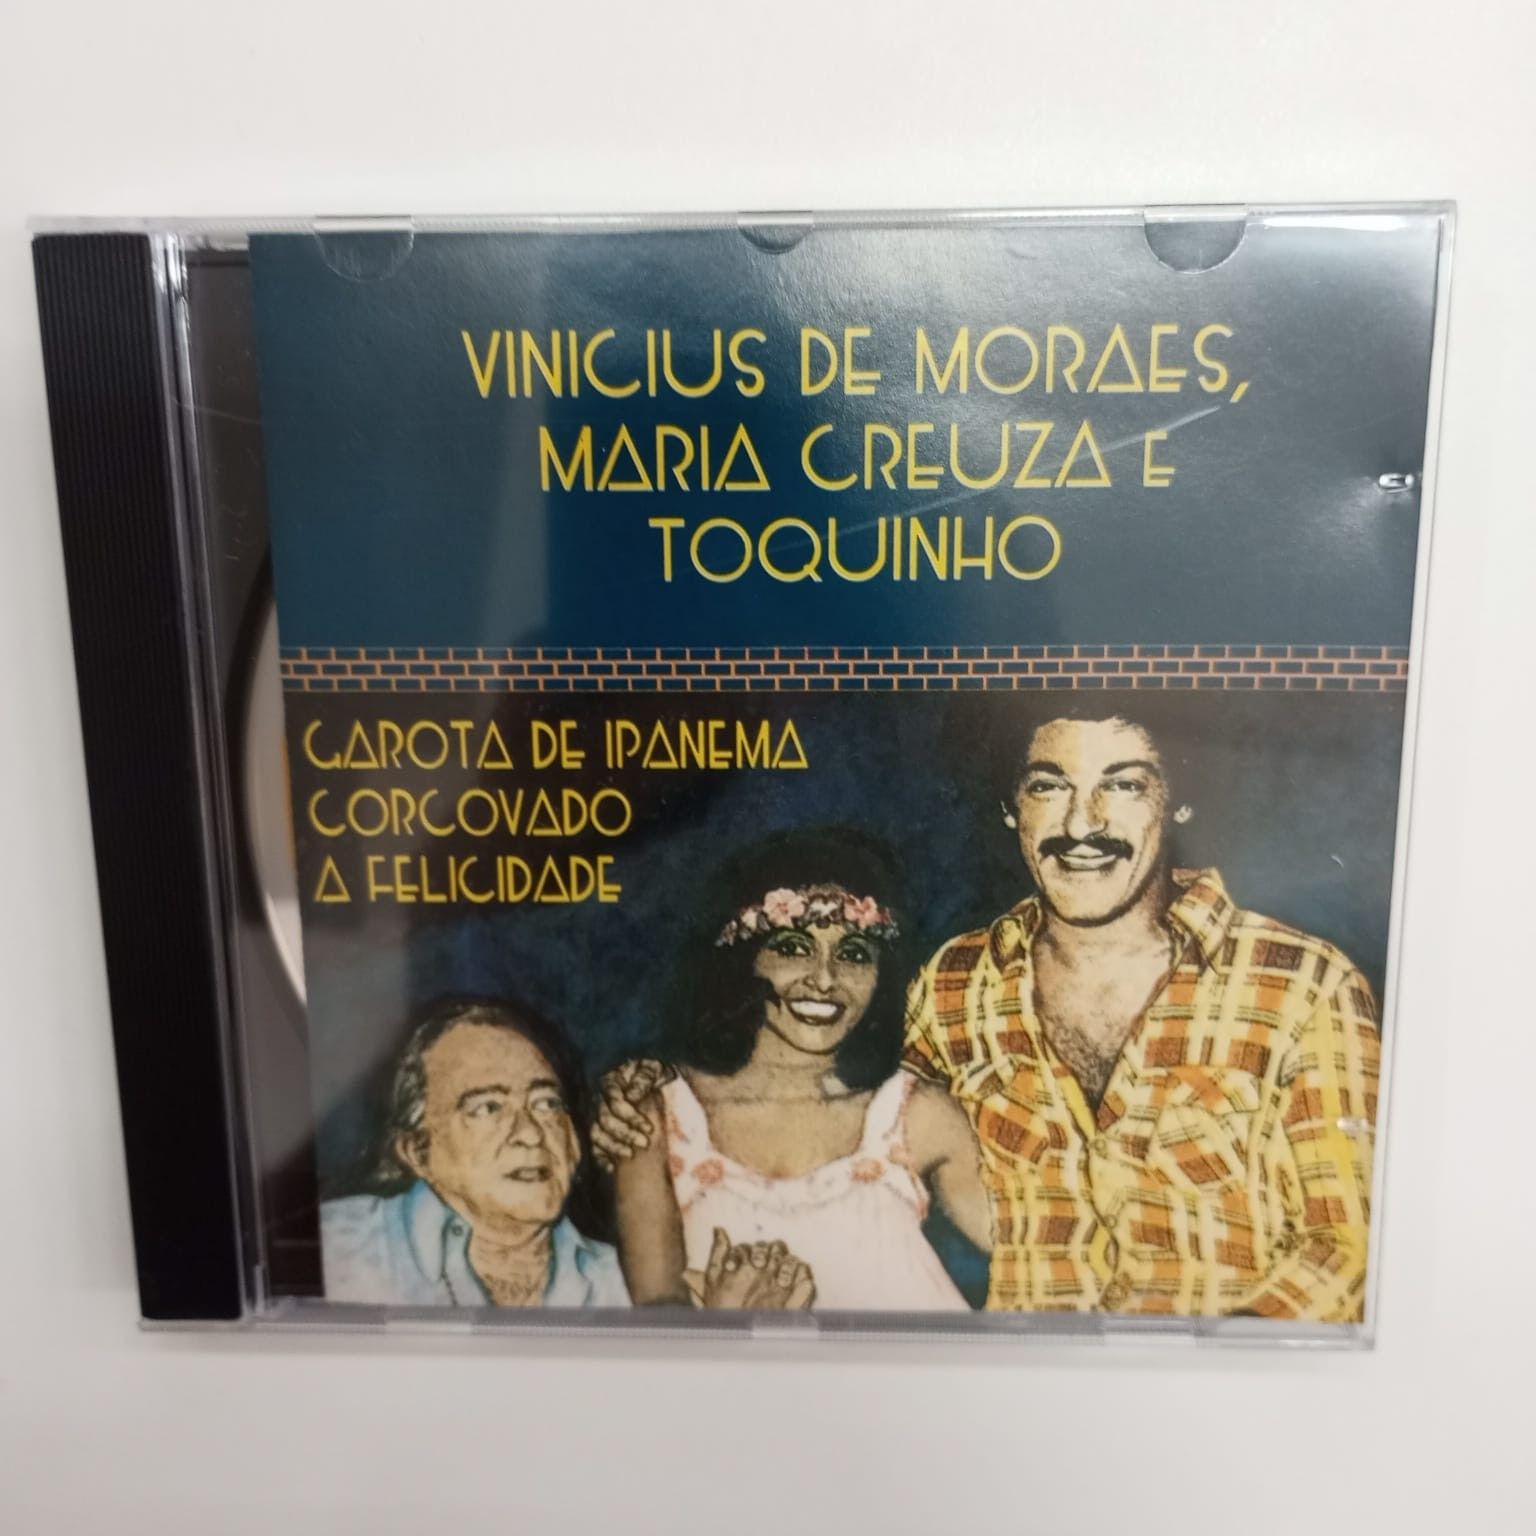 VINICIUS DE MORAES,
MARIA CREUZA E
TOQUINHO
GAROTA DE IPANEMA
CORCOVADO
A FELICIDADE